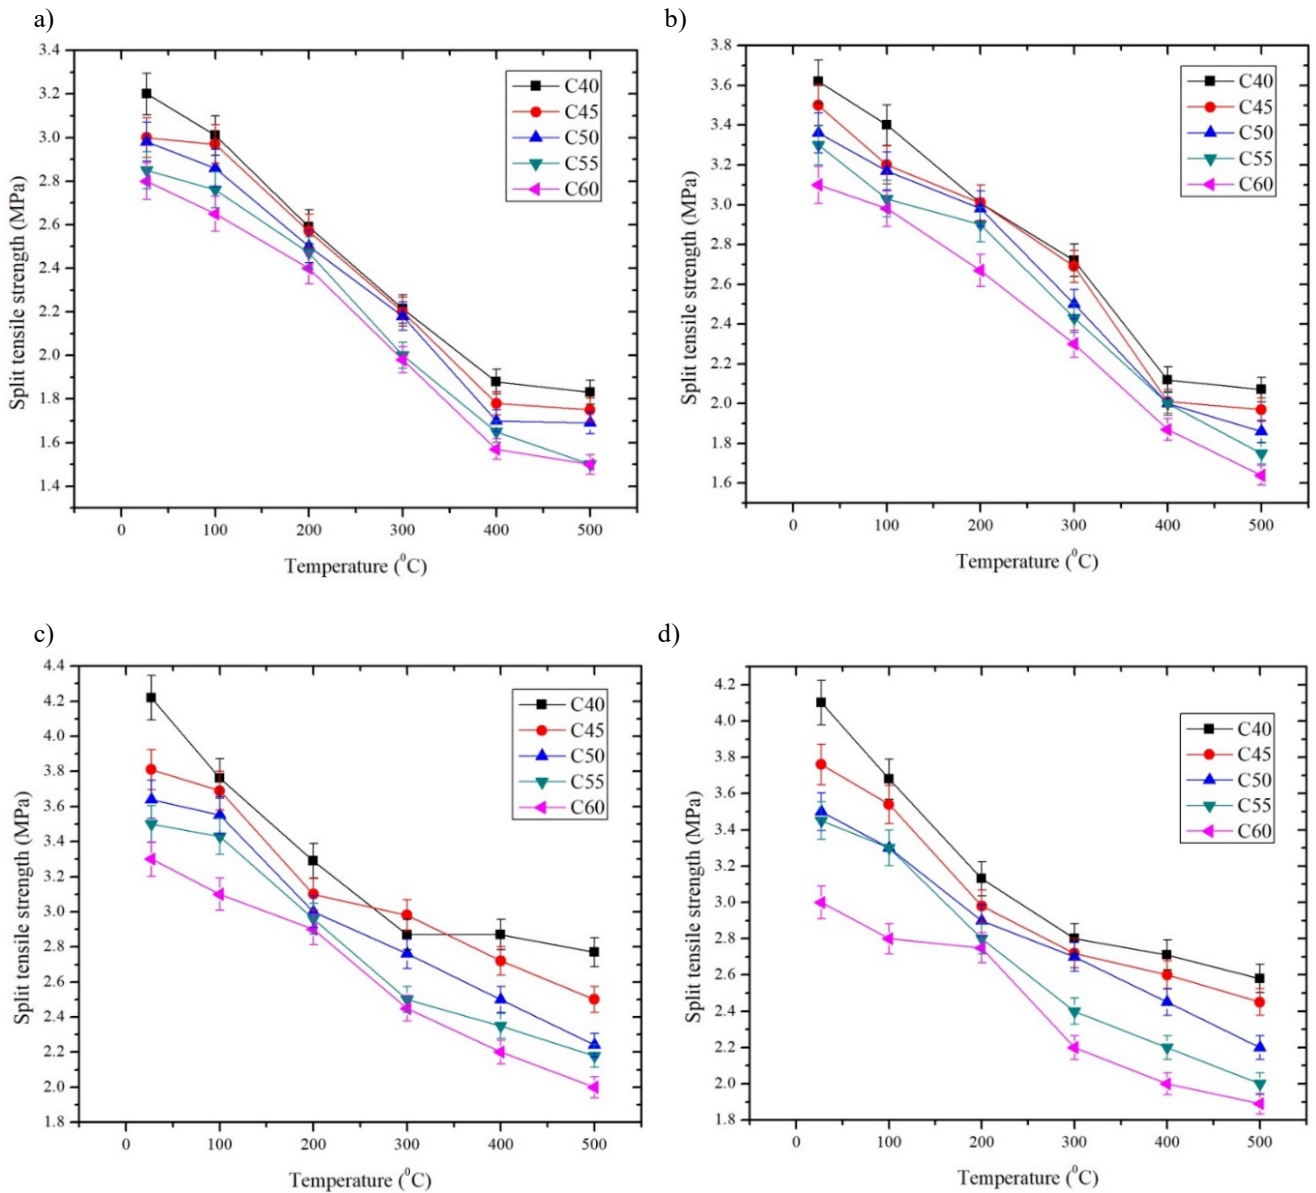 a)
3.4
3.2
3.0
2.8
2.6
2.4
2.2
2.0
1.8
1.6
1.4
Split tensile strength (MPa)
C40
C45
C50
C55
C60
0 100 200 300 400 500
Temperature (⁰C)
b)
3.8
3.6
3.4
3.2
3.0
2.8
2.6
2.4
2.2
2.0
1.8
1.6
Split tensile strength (MPa)
C40
C45
C50
C55
C60
0 100 200 300 400 500
Temperature (⁰C)
c)
4.4
4.2
4.0
3.8
3.6
3.4
3.2
3.0
2.8
2.6
2.4
2.2
2.0
1.8
Split tensile strength (MPa)
C40
C45
C50
C55
C60
0 100 200 300 400 500
Temperature (⁰C)
d)
4.2
4.0
3.8
3.6
3.4
3.2
3.0
2.8
2.6
2.4
2.2
2.0
1.8
Split tensile strength (MPa)
C40
C45
C50
C55
C60
0 100 200 300 400 500
Temperature (⁰C)